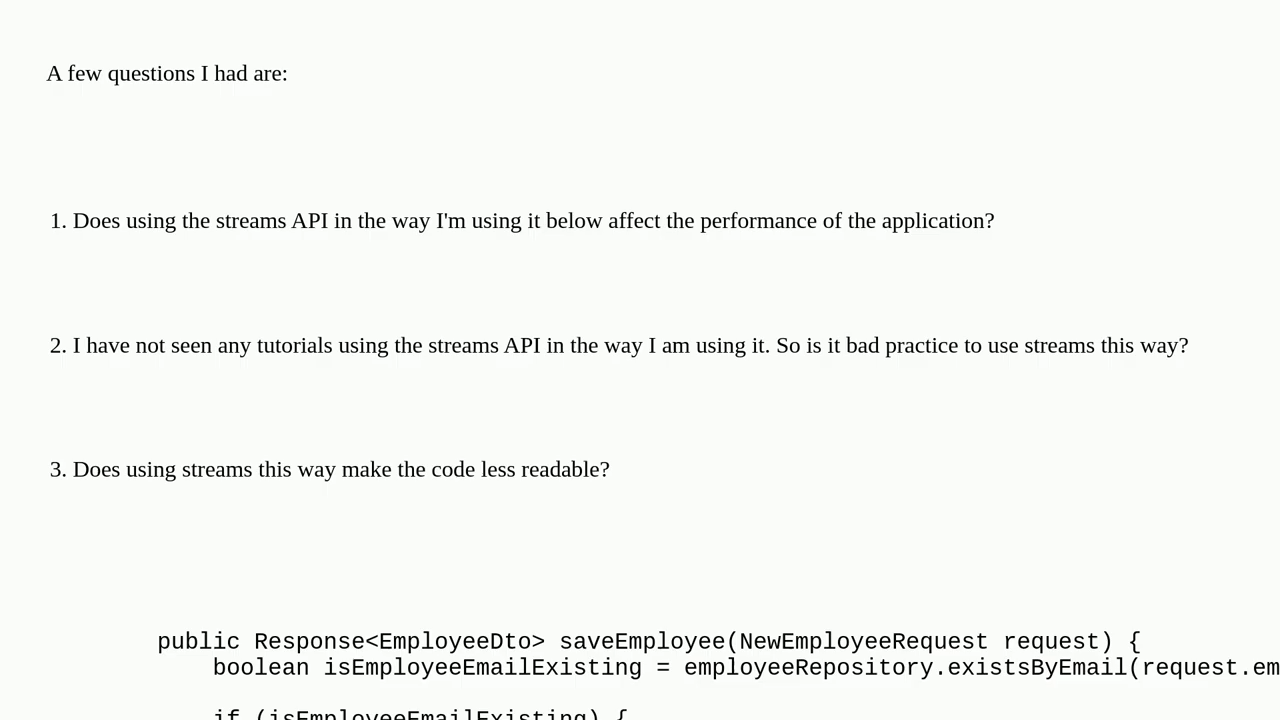 A few questions I had are:
1. Does using the streams API in the way I'm using it below affect the performance of the application?
2. I have not seen any tutorials using the streams API in the way I am using it. So is it bad practice to use streams this way?
3. Does using streams this way make the code less readable?
public Response<EmployeeDto> saveEmployee(NewEmployeeRequest request) {
boolean isEmployeeEmailExisting = employeeRepository.existsByEmail(request.em
if (isEmployeeEmailExisting) {